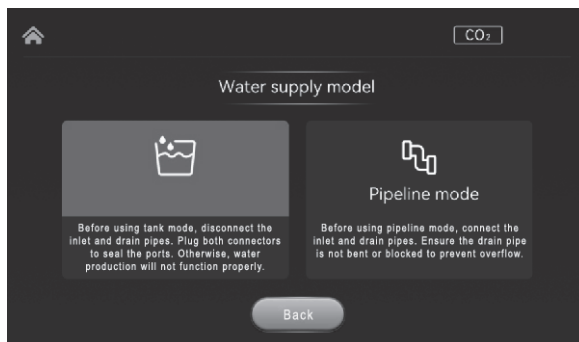 CO₂
Water supply model
Before using tank mode, disconnect the
inlet and drain pipes. Plug both connectors
to seal the ports. Otherwise, water
production will not function properly.
Pipeline mode
Before using pipeline mode, connect the
inlet and drain pipes. Ensure the drain pipe
is not bent or blocked to prevent overflow.
Back